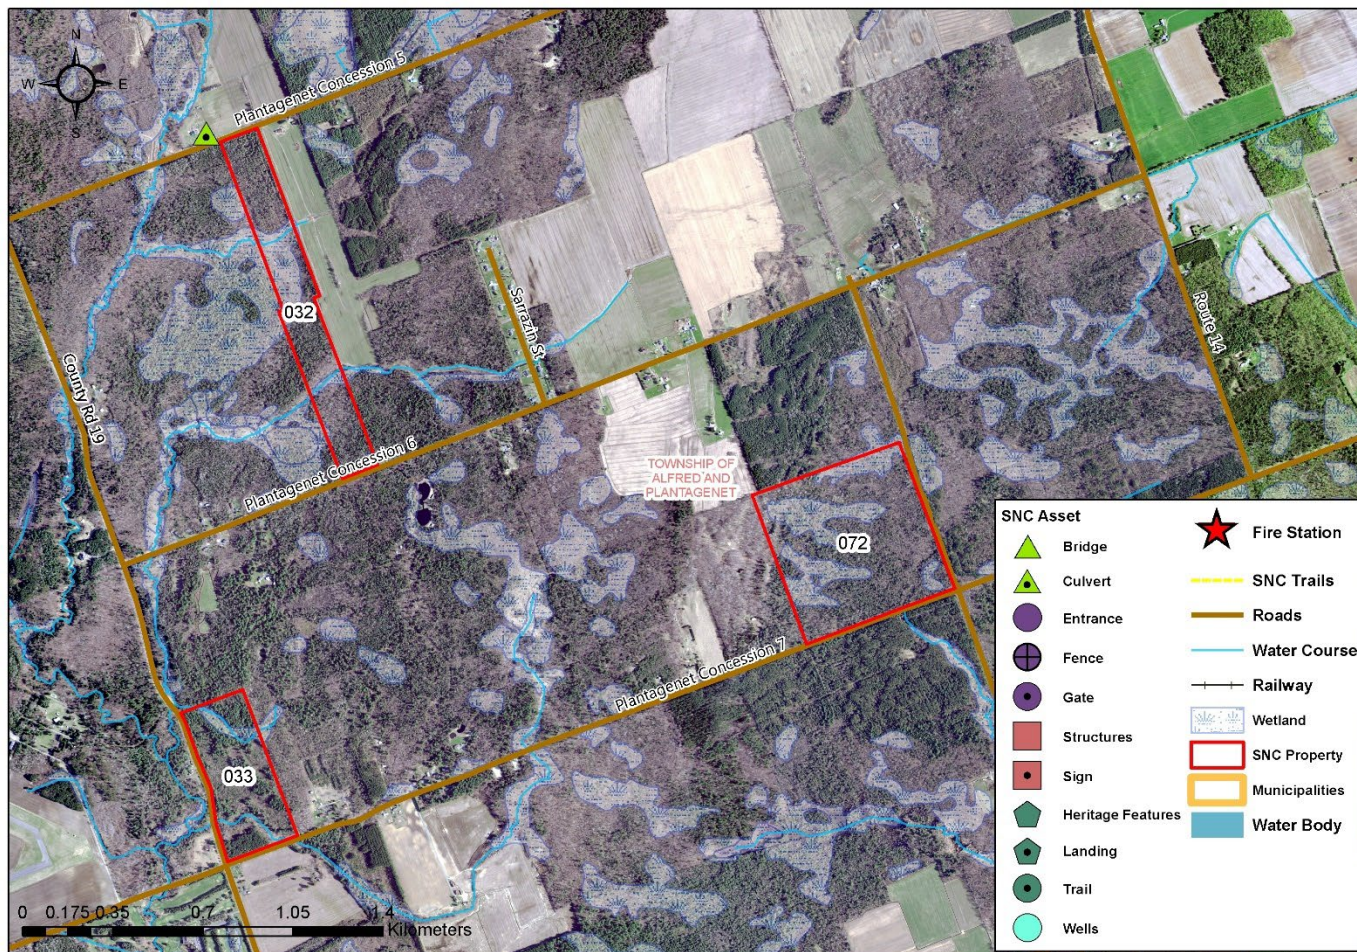 N
W E
S
Plantagenet Concession 5
032
Sarrazin St
County Rd 19
Route 14
Plantagenet Concession 6
TOWNSHIP OF
ALFRED AND
PLANTAGENET
072
Plantagenet Concession 7
033
0 0.175 0.35 0.7 1.05 1.4
Kilometers
SNC Asset
Bridge
Culvert
Entrance
Fence
Gate
Structures
Sign
Heritage Features
Landing
Trail
Wells
Fire Station
SNC Trails
Roads
Water Course
Railway
Wetland
SNC Property
Municipalities
Water Body